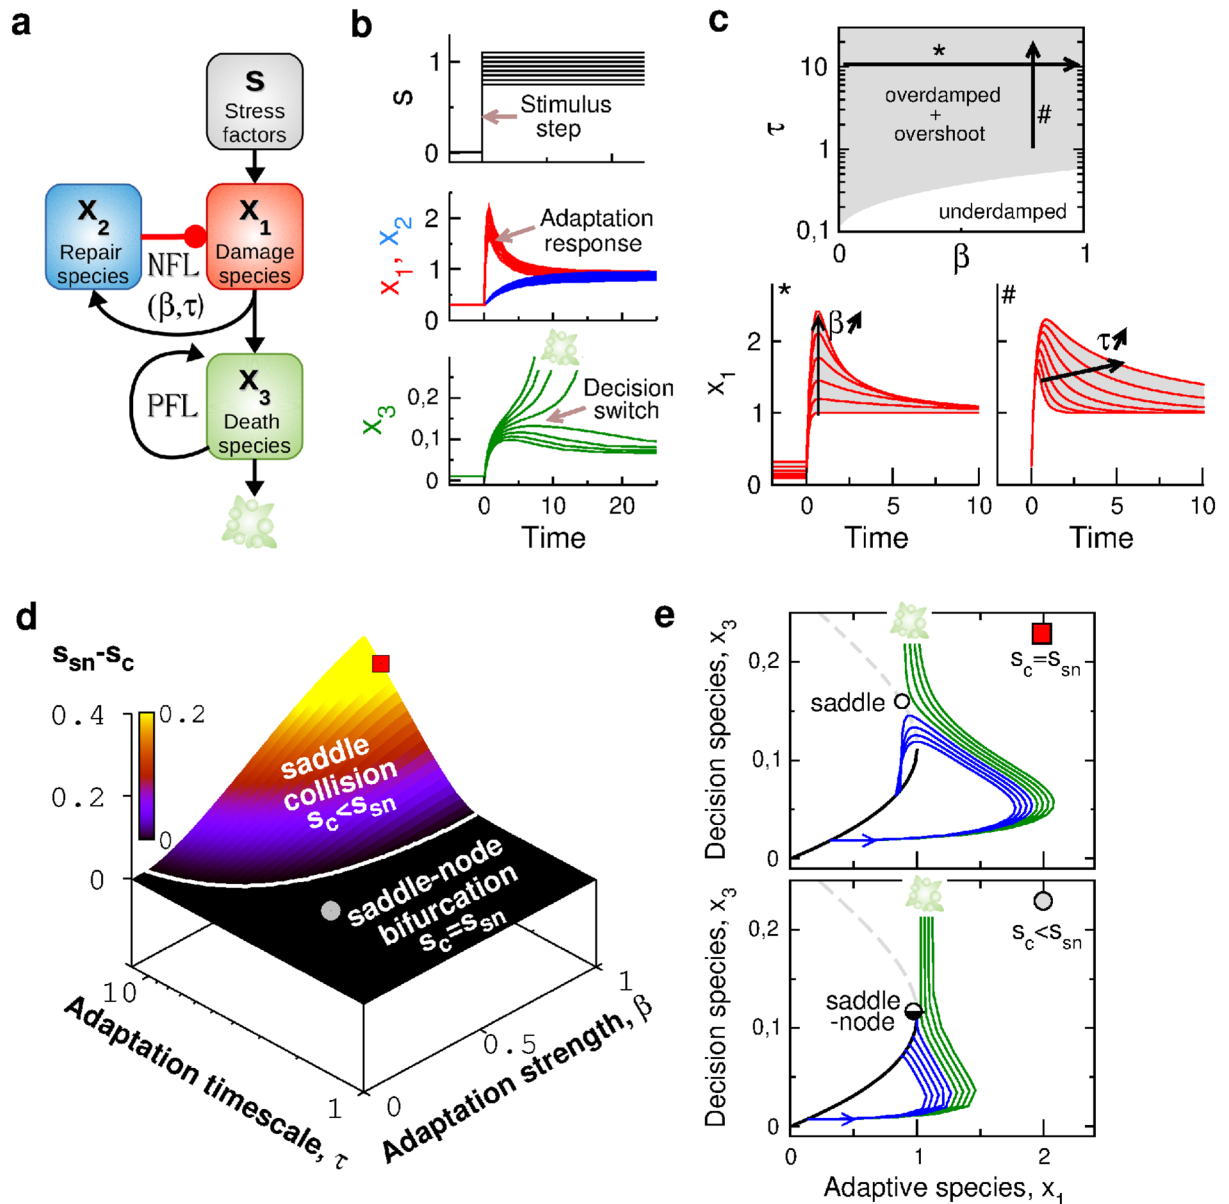 a
S
Stress
factors
X2
Repair
species
X1
Damage
species
NFL
(β,τ)
X3
Death
species
PFL
b
S
1
0
Stimulus
step
X1, X2
2
1
0
Adaptation
response
X3
0,2
0,1
0
Decision
switch
0
10
20
Time
c
τ
10
1
0,1
*
overdamped
+
overshoot
#
underdamped
0
β
1
*
β
X1
2
1
0
0
5
10
Time
#
τ
0
5
10
Time
d
ssn-sc
0.4
0.2
0
0.2
0
saddle
collision
sc<ssn
saddle-node
bifurcation
sc=ssn
10
1
Adaptation timescale, τ
0
0.5
1
Adaptation strength, β
e
Decision species, x3
0,2
0,1
0
saddle
sc=ssn
Decision species, x3
0,2
0,1
0
saddle
-node
sc<ssn
0
1
2
Adaptive species, x1